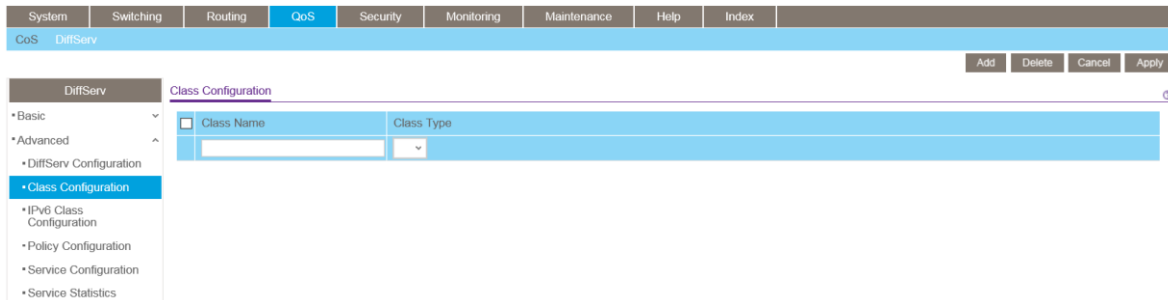 System Switching Routing QoS Security Monitoring Maintenance Help Index
CoS DiffServ
Add Delete Cancel Apply
DiffServ
Class Configuration
•Basic
Class Name Class Type
•Advanced
•DiffServ Configuration
•Class Configuration
•IPv6 Class
Configuration
•Policy Configuration
•Service Configuration
•Service Statistics